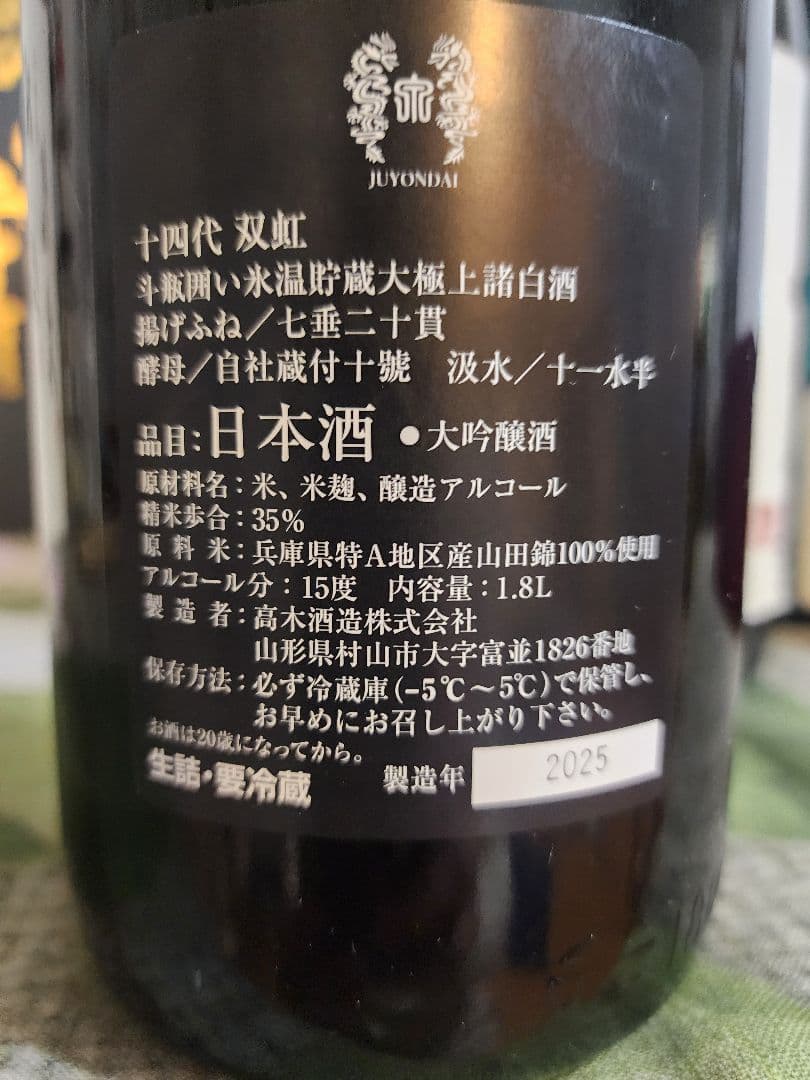 JUYONDAI
十四代 双虹
斗瓶囲い氷温貯蔵大極上諸白酒
揚げふね/七垂二十貫
酵母/自社蔵付十號 汲水/十一水半
品目:日本酒 ●大吟醸酒
原材料名:米、米麹、醸造アルコール
精米歩合:35%
原料米:兵庫県特A地区産山田錦100%使用
アルコール分:15度 内容量:1.8L
製造者:高木酒造株式会社
山形県村山市大字富並1826番地
保存方法:必ず冷蔵庫(−5℃〜5℃)で保管し、
お早めにお召し上がり下さい。
お酒は20歳になってから。
生詰・要冷蔵 製造年 2025